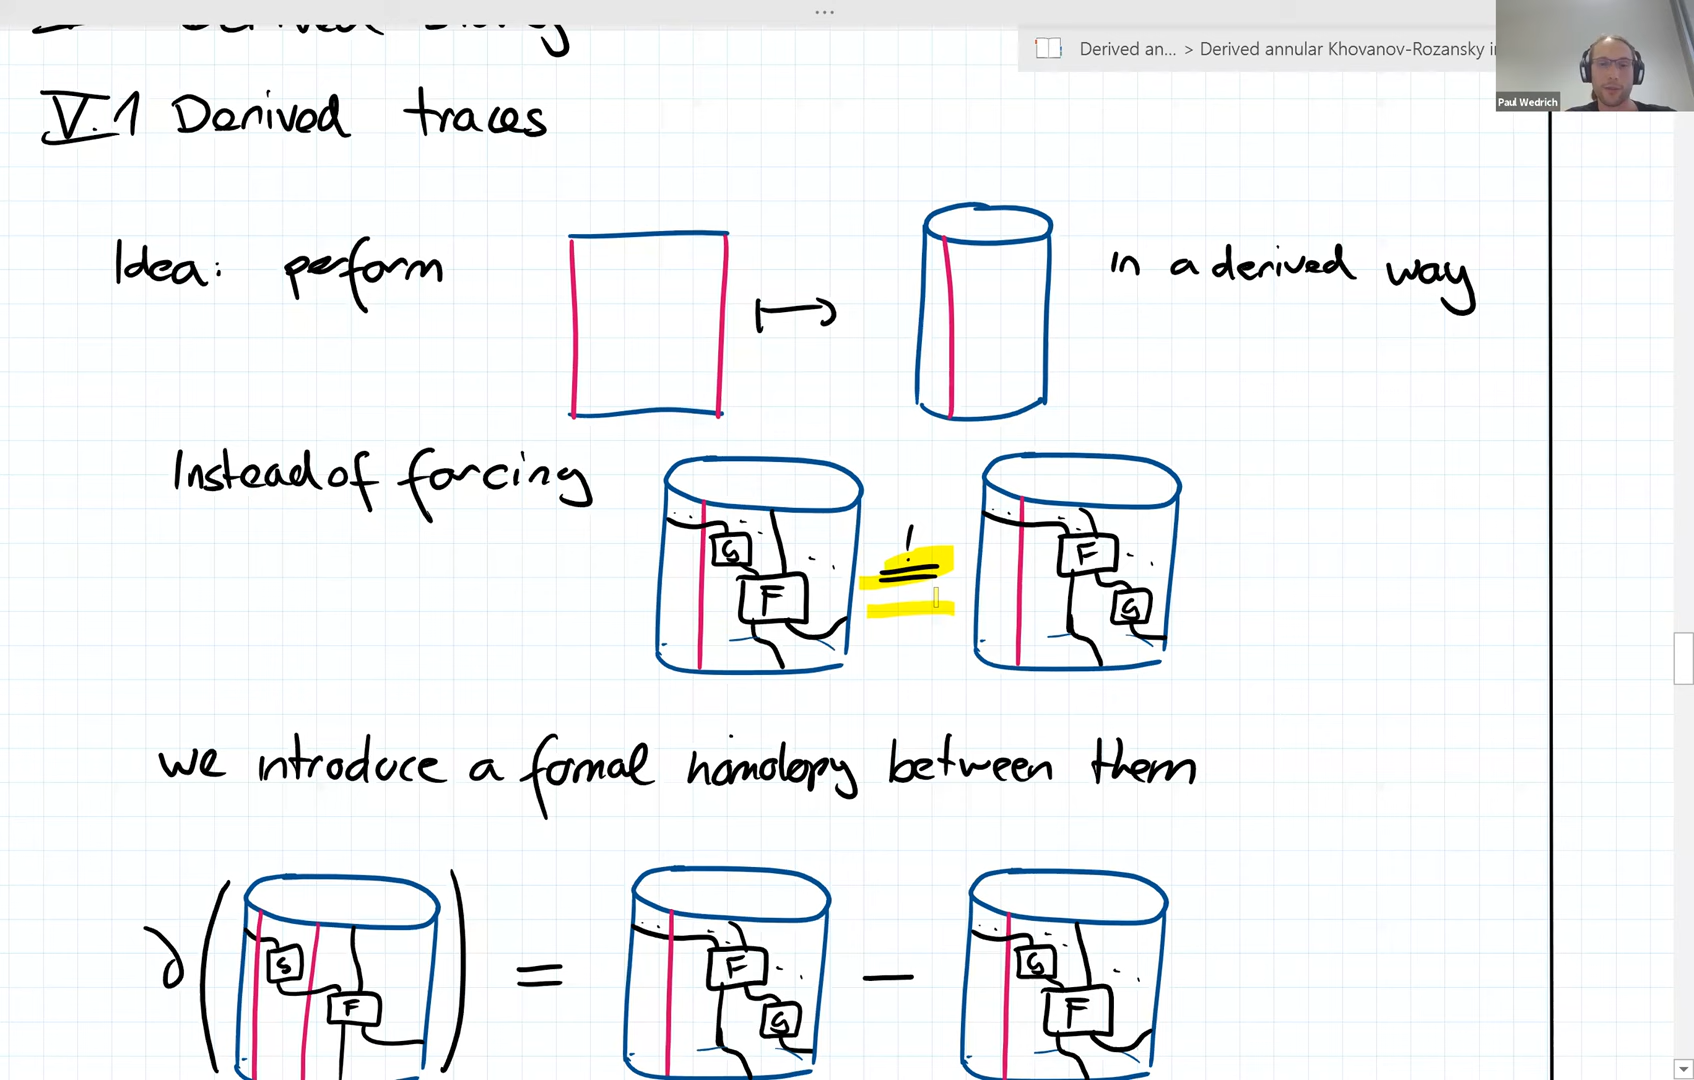 Derived an... > Derived annular Khovanov-Rozansky in
Paul Wedrich
V.1 Derived traces
Idea: perform
in a derived way
Instead of forcing
G
F
!
=
F
G
we introduce a formal homotopy between them
∂ ( G F ) = F G − G F